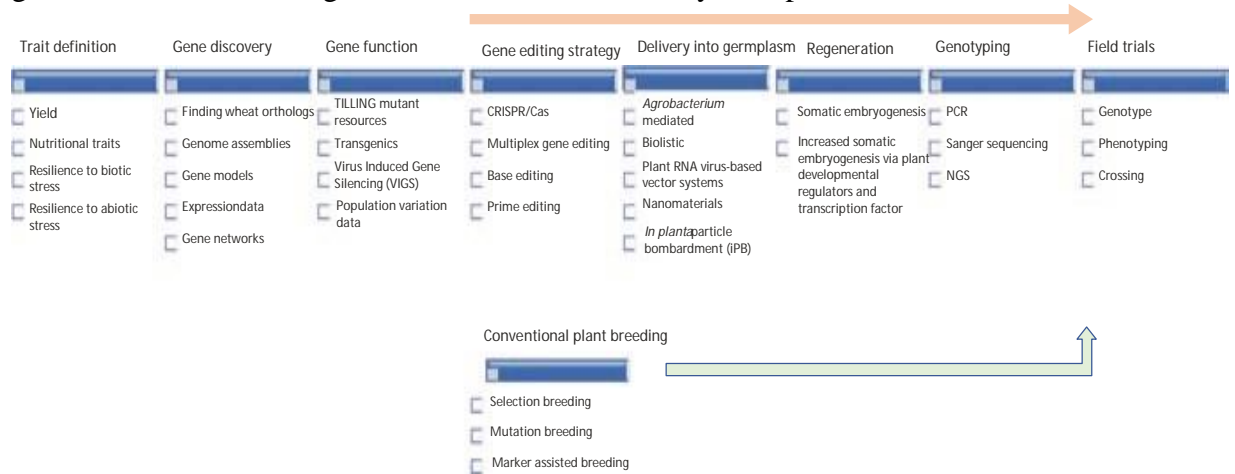 Trait definition
Yield
Nutritional traits
Resilience to biotic
stress
Resilience to abiotic
stress
Gene discovery
Finding wheat orthologs
Genome assemblies
Gene models
Expressiondata
Gene networks
Gene function
TILLING mutant
resources
Transgenics
Virus Induced Gene
Silencing (VIGS)
Population variation
data
Gene editing strategy
CRISPR/Cas
Multiplex gene editing
Base editing
Prime editing
Delivery into germplasm
Agrobacterium
mediated
Biolistic
Plant RNA virus-based
vector systems
Nanomaterials
In planta particle
bombardment (iPB)
Regeneration
Somatic embryogenesis
Increased somatic
embryogenesis via plant
developmental
regulators and
transcription factor
Genotyping
PCR
Sanger sequencing
NGS
Field trials
Genotype
Phenotyping
Crossing
Conventional plant breeding
Selection breeding
Mutation breeding
Marker assisted breeding